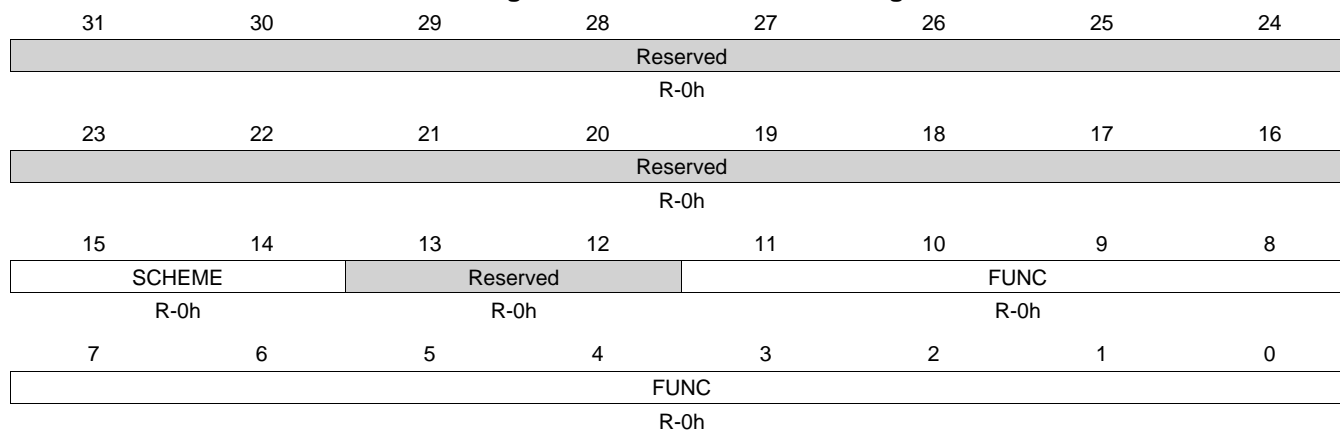 31 30 29 28 27 26 25 24
Reserved
R-0h
23 22 21 20 19 18 17 16
Reserved
R-0h
15 14 13 12 11 10 9 8
SCHEME Reserved FUNC
R-0h R-0h R-0h
7 6 5 4 3 2 1 0
FUNC
R-0h